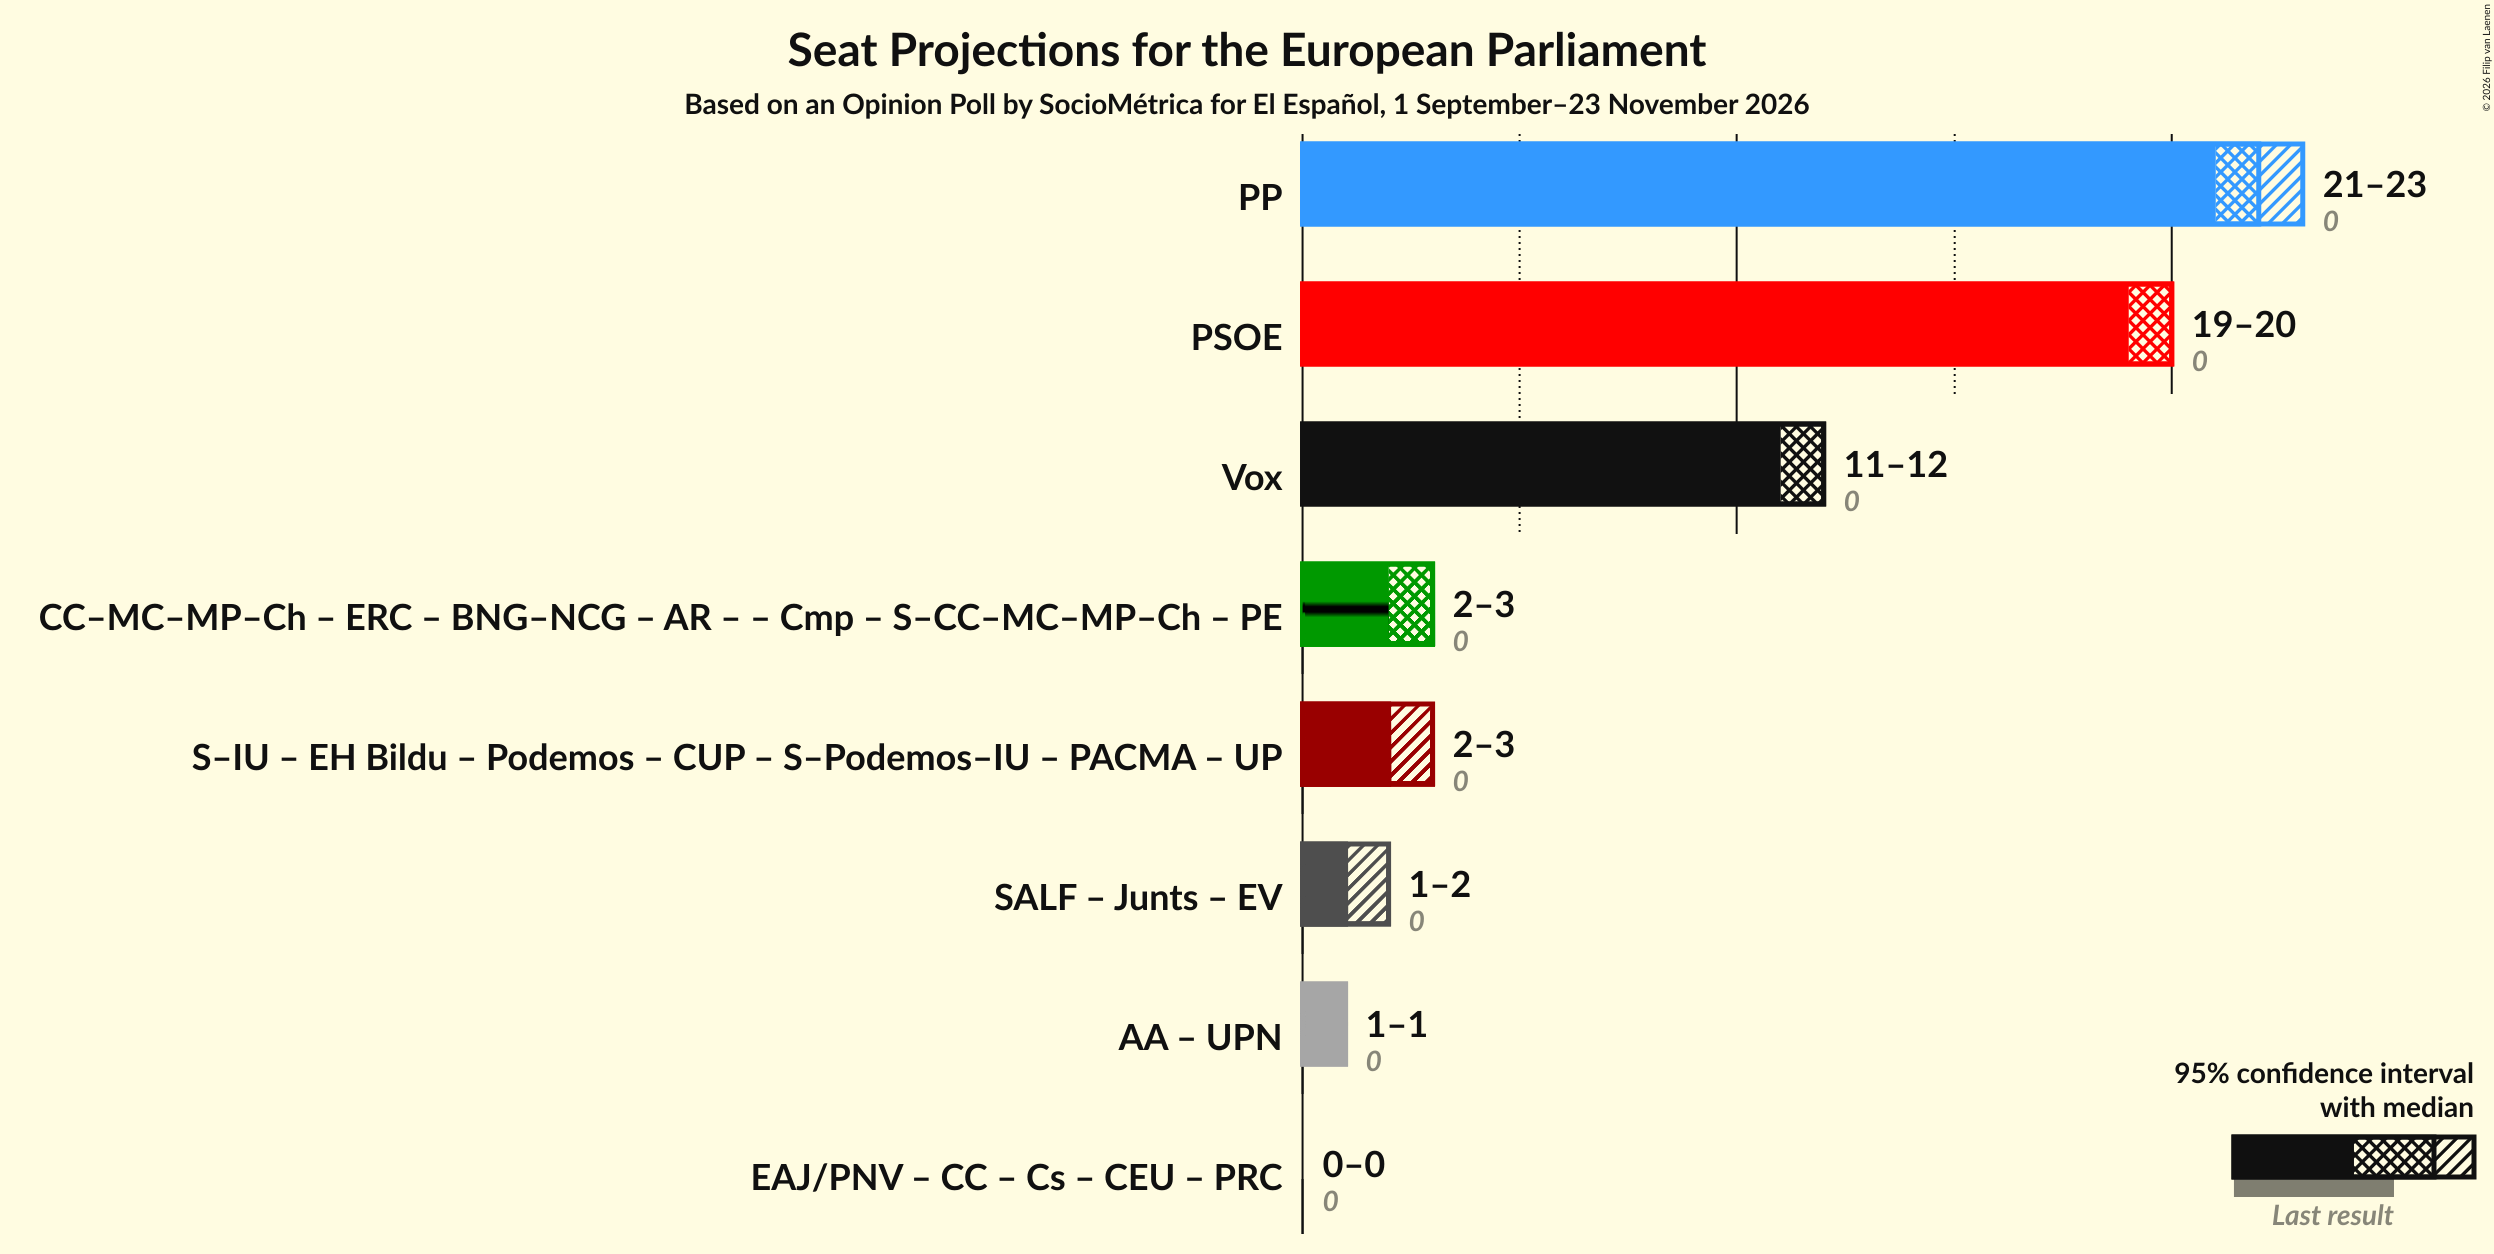 Seat Projections for the European Parliament
Based on an Opinion Poll by SocioMétrica for El Español, 1 September–23 November 2026
© 2026 Filip van Laenen
PP
21–23
0
PSOE
19–20
0
Vox
11–12
0
CC–MC–MP–Ch – ERC – BNG–NCG – AR – – Cmp – S–CC–MC–MP–Ch – PE
2–3
0
S–IU – EH Bildu – Podemos – CUP – S–Podemos–IU – PACMA – UP
2–3
0
SALF – Junts – EV
1–2
0
AA – UPN
1–1
0
EAJ/PNV – CC – Cs – CEU – PRC
0–0
0
95% confidence interval
with median
Last result